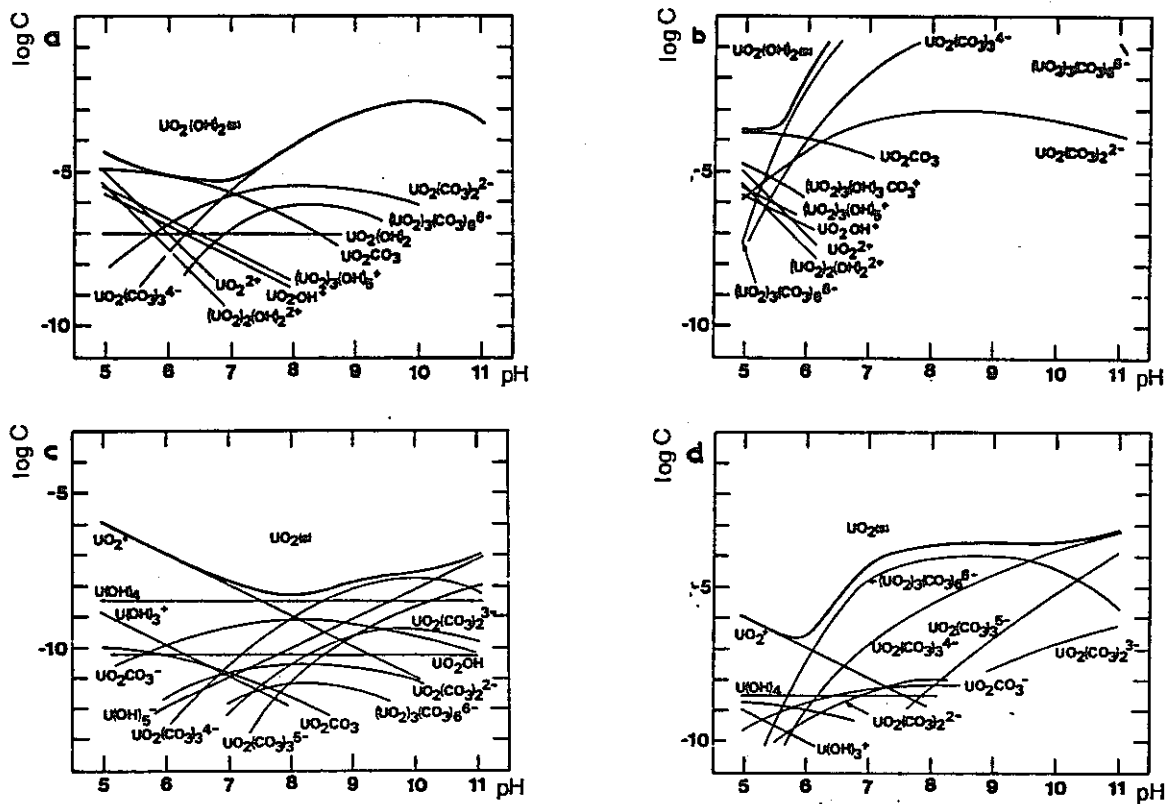 log C
a
UO2(OH)2(s)
-5
UO2(CO3)2^2-
(UO2)3(CO3)6^6-
UO2(OH)2
UO2CO3
(UO2)3(OH)5^+
UO2^2+
UO2OH^+
UO2(CO3)3^4-
(UO2)2(OH)2^2+
-10
5 6 7 8 9 10 11 pH
log C
b
UO2(OH)2(s)
UO2(CO3)3^4-
(UO2)3(CO3)6^6-
UO2CO3
UO2(CO3)2^2-
-5
(UO2)3(OH)3CO3^+
(UO2)3(OH)5^+
UO2OH^+
UO2^2+
(UO2)2(OH)2^2+
(UO2)3(CO3)6^6-
-10
5 6 7 8 9 10 11 pH
log C
c
-5
UO2^+
UO2(s)
U(OH)4
U(OH)3^+
UO2(CO3)2^3-
-10
UO2OH
UO2CO3^-
UO2(CO3)2^2-
(UO2)3(CO3)6^6-
U(OH)5^-
UO2CO3
UO2(CO3)3^4-
UO2(CO3)3^5-
5 6 7 8 9 10 11 pH
log C
d
UO2(s)
-5
(UO2)3(CO3)6^6-
UO2^+
UO2(CO3)3^5-
UO2(CO3)3^4-
UO2(CO3)2^3-
U(OH)4
UO2CO3^-
UO2(CO3)2^2-
U(OH)3^+
-10
5 6 7 8 9 10 11 pH